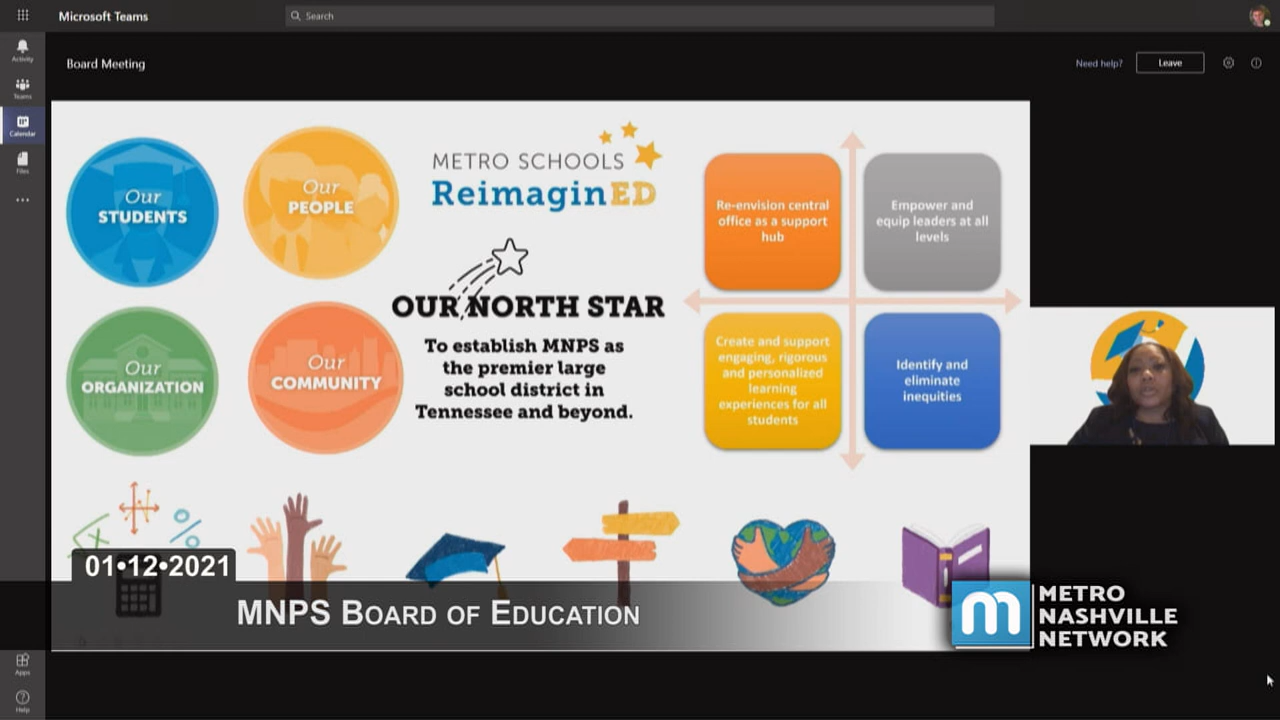 Microsoft Teams
Search
Activity
Teams
Calendar
Files
Board Meeting
Need help?
Leave
Our
STUDENTS
Our
PEOPLE
METRO SCHOOLS
ReimaginED
OUR NORTH STAR
To establish MNPS as
the premier large
school district in
Tennessee and beyond.
Our
ORGANIZATION
Our
COMMUNITY
Re-envision central
office as a support
hub
Empower and
equip leaders at all
levels
Create and support
engaging, rigorous
and personalized
learning
experiences for all
students
Identify and
eliminate
inequities
01•12•2021
MNPS BOARD OF EDUCATION
m
METRO
NASHVILLE
NETWORK
Apps
Help